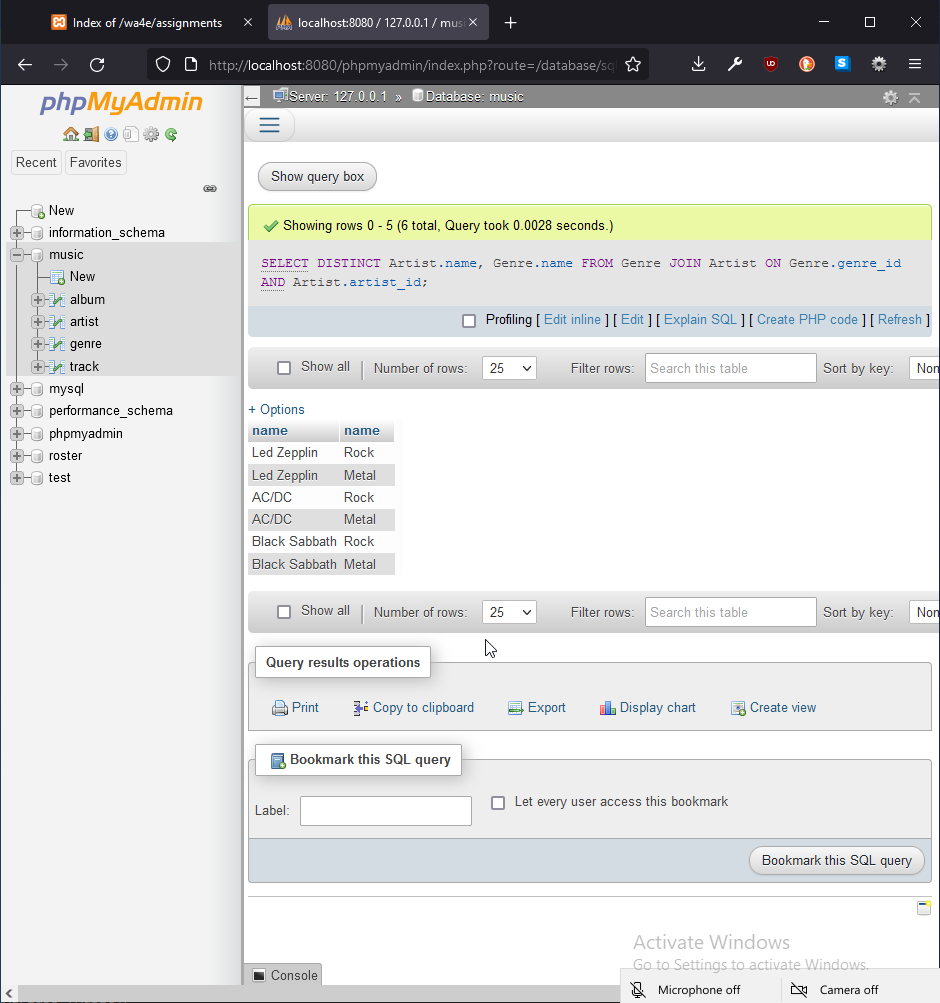 Index of /wa4e/assignments
localhost:8080 / 127.0.0.1 / mus
http://localhost:8080/phpmyadmin/index.php?route=/database/sq
phpMyAdmin
Recent
Favorites
New
information_schema
music
New
album
artist
genre
track
mysql
performance_schema
phpmyadmin
roster
test
Server: 127.0.0.1 » Database: music
Show query box
Showing rows 0 - 5 (6 total, Query took 0.0028 seconds.)
SELECT DISTINCT Artist.name, Genre.name FROM Genre JOIN Artist ON Genre.genre_id
AND Artist.artist_id;
Profiling [ Edit inline ] [ Edit ] [ Explain SQL ] [ Create PHP code ] [ Refresh ]
Show all | Number of rows: 25 Filter rows: Search this table Sort by key: Non
+ Options
name name
Led Zepplin Rock
Led Zepplin Metal
AC/DC Rock
AC/DC Metal
Black Sabbath Rock
Black Sabbath Metal
Show all | Number of rows: 25 Filter rows: Search this table Sort by key: Non
Query results operations
Print Copy to clipboard Export Display chart Create view
Bookmark this SQL query
Label: Let every user access this bookmark
Bookmark this SQL query
Console
Activate Windows
Go to Settings to activate Windows.
Microphone off Camera off